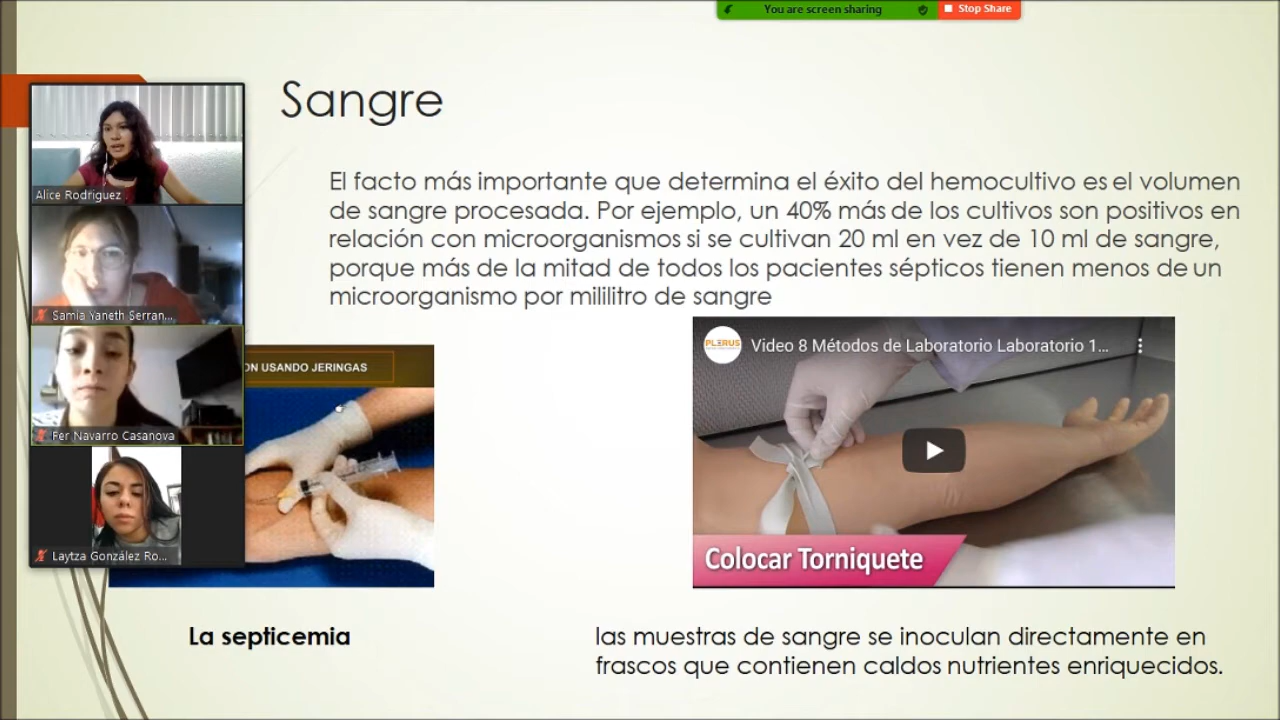 You are screen sharing
Stop Share
Sangre
Alice Rodríguez
El facto más importante que determina el éxito del hemocultivo es el volumen
de sangre procesada. Por ejemplo, un 40% más de los cultivos son positivos en
relación con microorganismos si se cultivan 20 ml en vez de 10 ml de sangre,
porque más de la mitad de todos los pacientes sépticos tienen menos de un
microorganismo por mililitro de sangre
Samia Yaneth Serran...
ON USANDO JERINGAS
PLERUS
Video 8 Métodos de Laboratorio Laboratorio 1...
Fer Navarro Casanova
Laytza González Ro...
Colocar Torniquete
La septicemia
las muestras de sangre se inoculan directamente en
frascos que contienen caldos nutrientes enriquecidos.